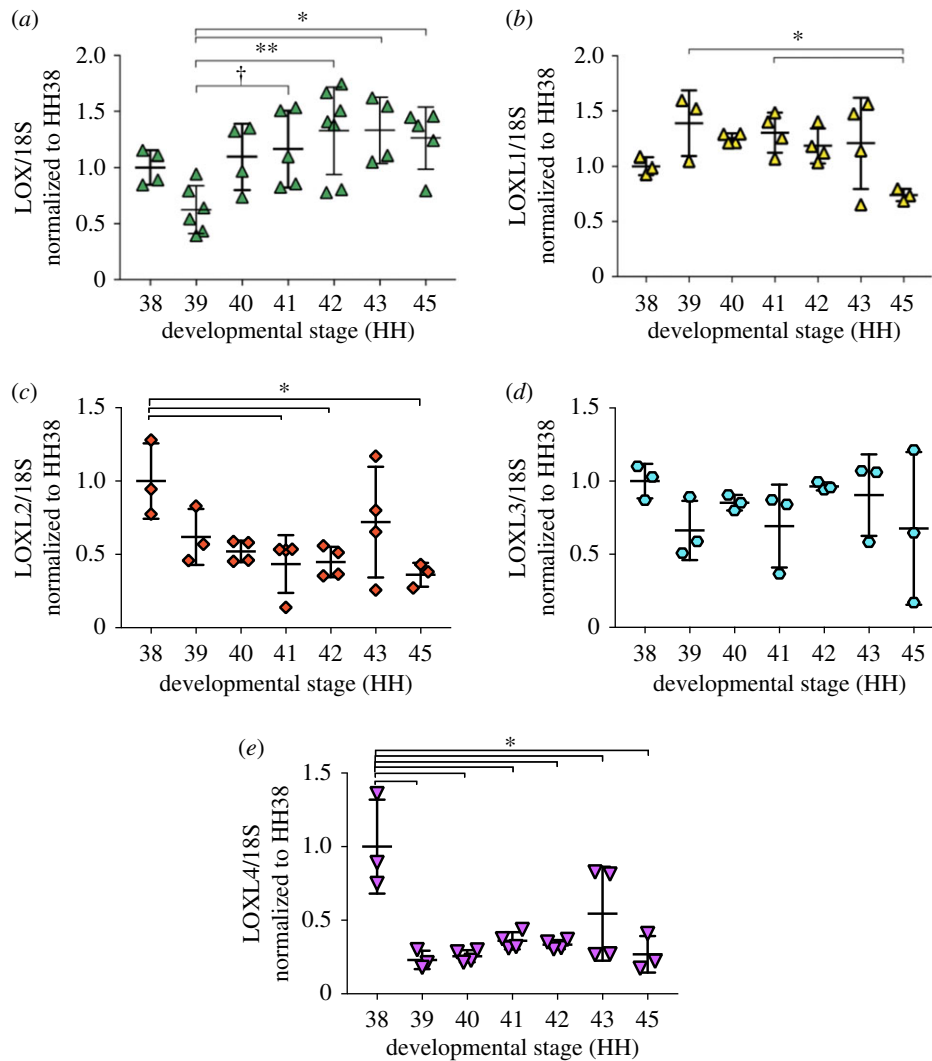 (a)
*
**
†
2.0
1.5
1.0
0.5
0
LOX/18S
normalized to HH38
38 39 40 41 42 43 45
developmental stage (HH)
(b)
*
2.0
1.5
1.0
0.5
0
LOXL1/18S
normalized to HH38
38 39 40 41 42 43 45
developmental stage (HH)
(c)
*
1.5
1.0
0.5
0
LOXL2/18S
normalized to HH38
38 39 40 41 42 43 45
developmental stage (HH)
(d)
1.5
1.0
0.5
0
LOXL3/18S
normalized to HH38
38 39 40 41 42 43 45
developmental stage (HH)
(e)
*
1.5
1.0
0.5
0
LOXL4/18S
normalized to HH38
38 39 40 41 42 43 45
developmental stage (HH)